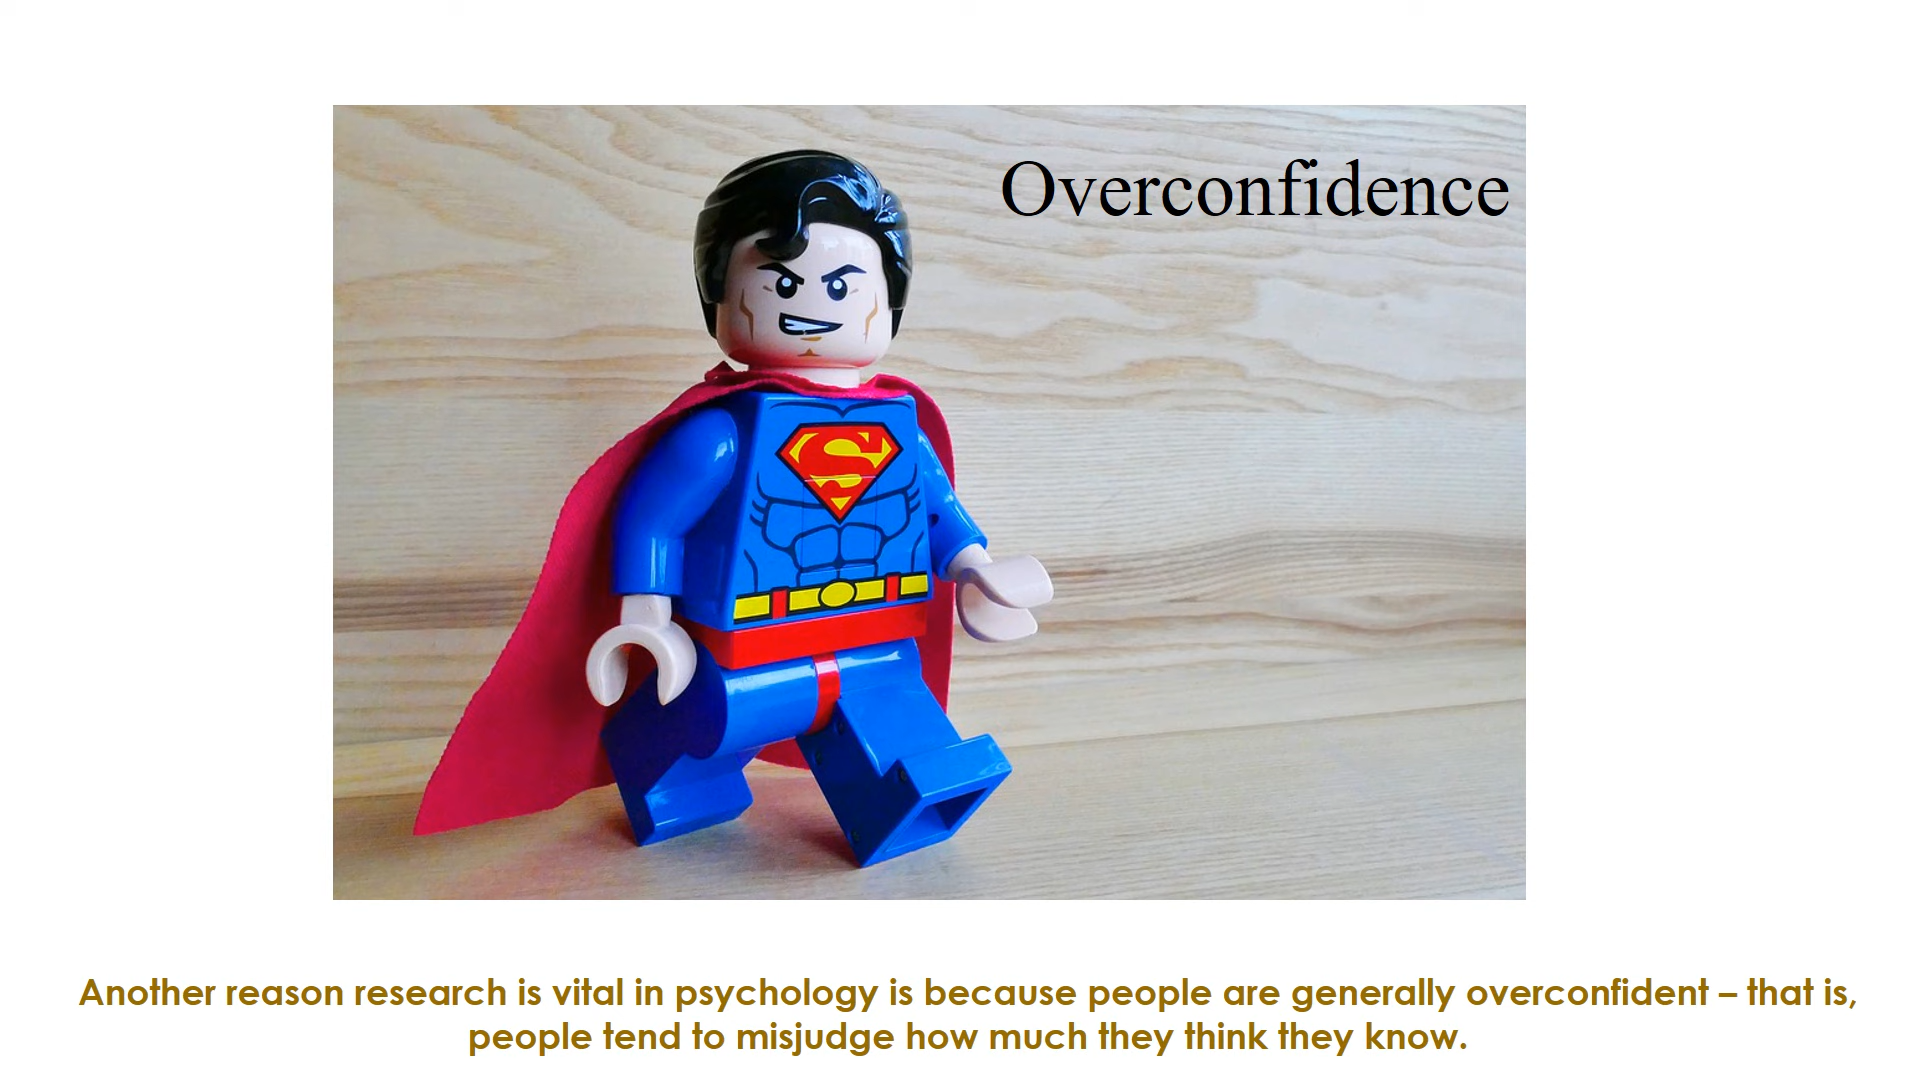 Overconfidence
S
Another reason research is vital in psychology is because people are generally overconfident – that is,
people tend to misjudge how much they think they know.